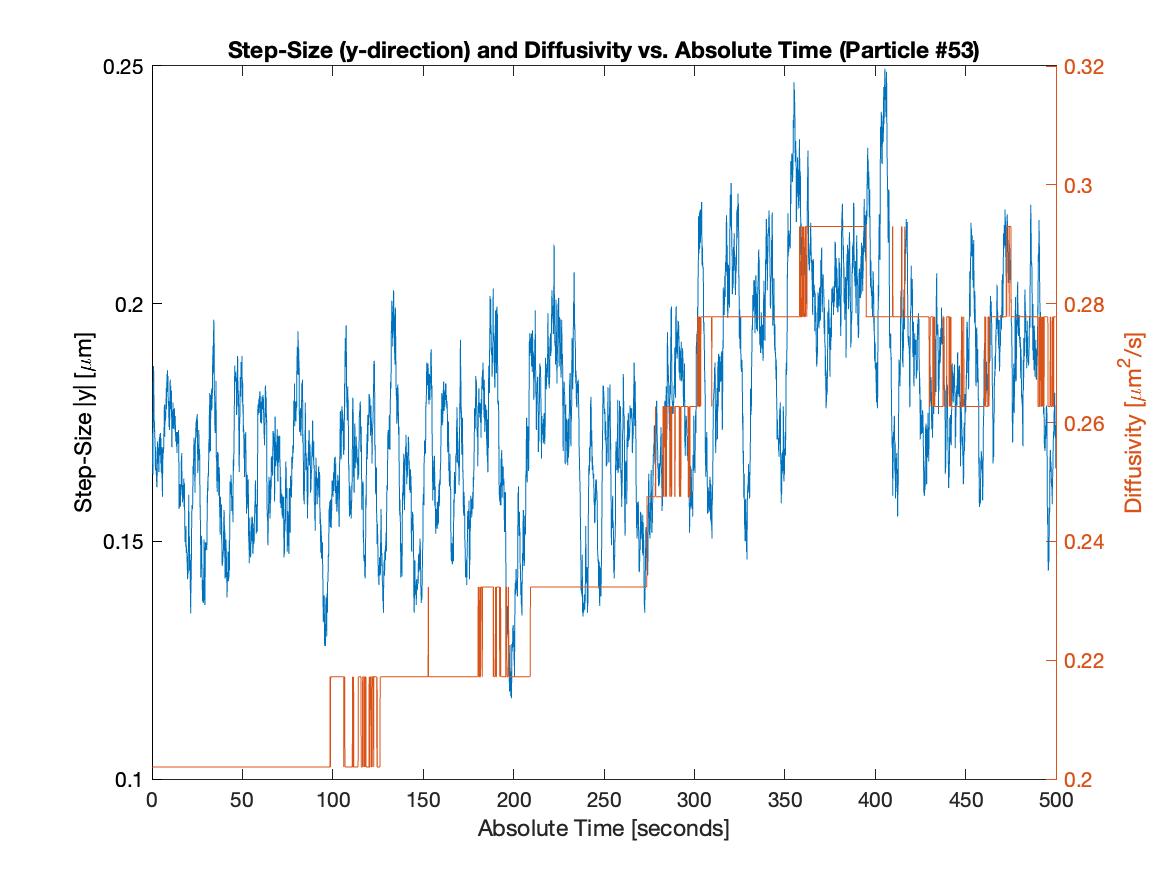 Step-Size (y-direction) and Diffusivity vs. Absolute Time (Particle #53)
0.25
0.2
0.15
0.1
Step-Size |y| [μm]
0.32
0.3
0.28
0.26
0.24
0.22
0.2
Diffusivity [μm²/s]
0 50 100 150 200 250 300 350 400 450 500
Absolute Time [seconds]